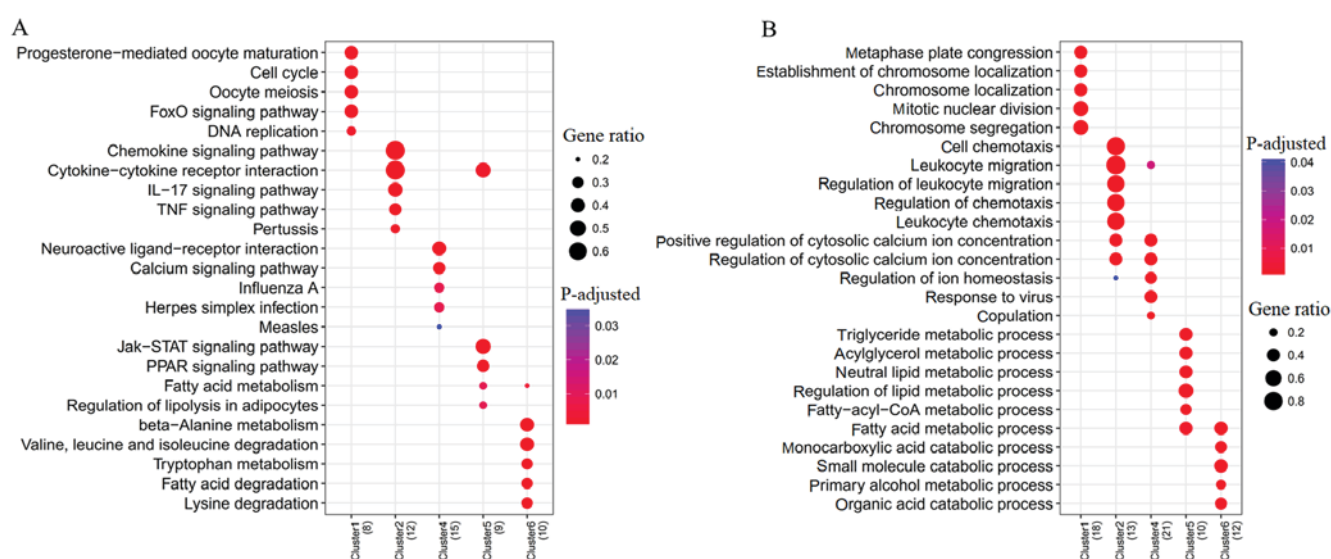 A
Progesterone−mediated oocyte maturation
Cell cycle
Oocyte meiosis
FoxO signaling pathway
DNA replication
Chemokine signaling pathway
Cytokine−cytokine receptor interaction
IL−17 signaling pathway
TNF signaling pathway
Pertussis
Neuroactive ligand−receptor interaction
Calcium signaling pathway
Influenza A
Herpes simplex infection
Measles
Jak−STAT signaling pathway
PPAR signaling pathway
Fatty acid metabolism
Regulation of lipolysis in adipocytes
beta−Alanine metabolism
Valine, leucine and isoleucine degradation
Tryptophan metabolism
Fatty acid degradation
Lysine degradation
Cluster1
(8)
Cluster2
(12)
Cluster4
(15)
Cluster5
(9)
Cluster6
(10)
Gene ratio
0.2
0.3
0.4
0.5
0.6
P-adjusted
0.03
0.02
0.01
B
Metaphase plate congression
Establishment of chromosome localization
Chromosome localization
Mitotic nuclear division
Chromosome segregation
Cell chemotaxis
Leukocyte migration
Regulation of leukocyte migration
Regulation of chemotaxis
Leukocyte chemotaxis
Positive regulation of cytosolic calcium ion concentration
Regulation of cytosolic calcium ion concentration
Regulation of ion homeostasis
Response to virus
Copulation
Triglyceride metabolic process
Acylglycerol metabolic process
Neutral lipid metabolic process
Regulation of lipid metabolic process
Fatty−acyl−CoA metabolic process
Fatty acid metabolic process
Monocarboxylic acid catabolic process
Small molecule catabolic process
Primary alcohol metabolic process
Organic acid catabolic process
Cluster1
(18)
Cluster2
(13)
Cluster4
(21)
Cluster5
(10)
Cluster6
(12)
P-adjusted
0.04
0.03
0.02
0.01
Gene ratio
0.2
0.4
0.6
0.8